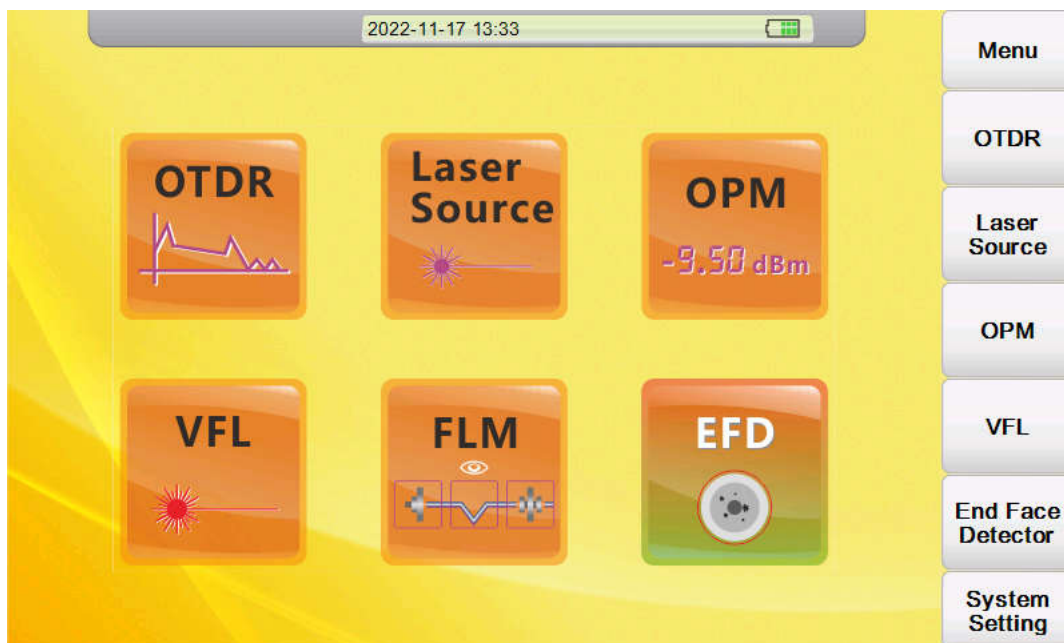 2022-11-17 13:33
OTDR
Laser
Source
OPM
-9.50 dBm
VFL
FLM
EFD
Menu
OTDR
Laser
Source
OPM
VFL
End Face
Detector
System
Setting